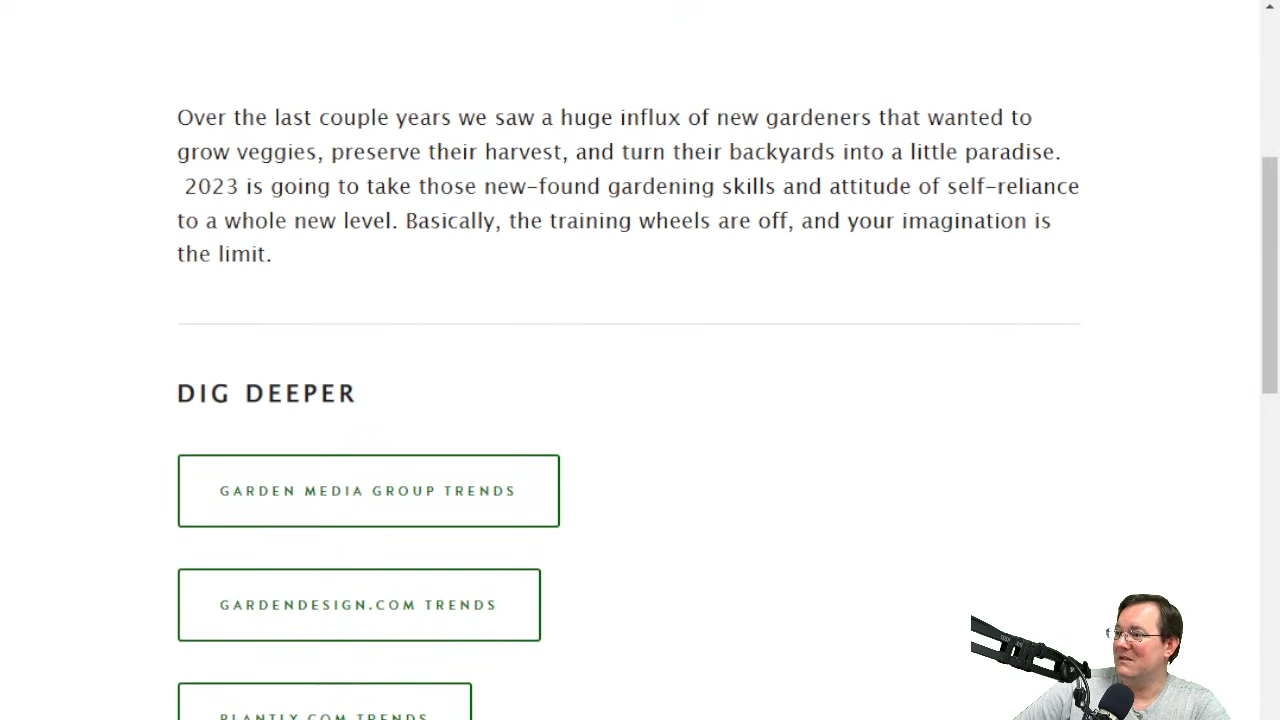 Over the last couple years we saw a huge influx of new gardeners that wanted to
grow veggies, preserve their harvest, and turn their backyards into a little paradise.
2023 is going to take those new-found gardening skills and attitude of self-reliance
to a whole new level. Basically, the training wheels are off, and your imagination is
the limit.
DIG DEEPER
GARDEN MEDIA GROUP TRENDS
GARDENDESIGN.COM TRENDS
PLANTLY.COM TRENDS